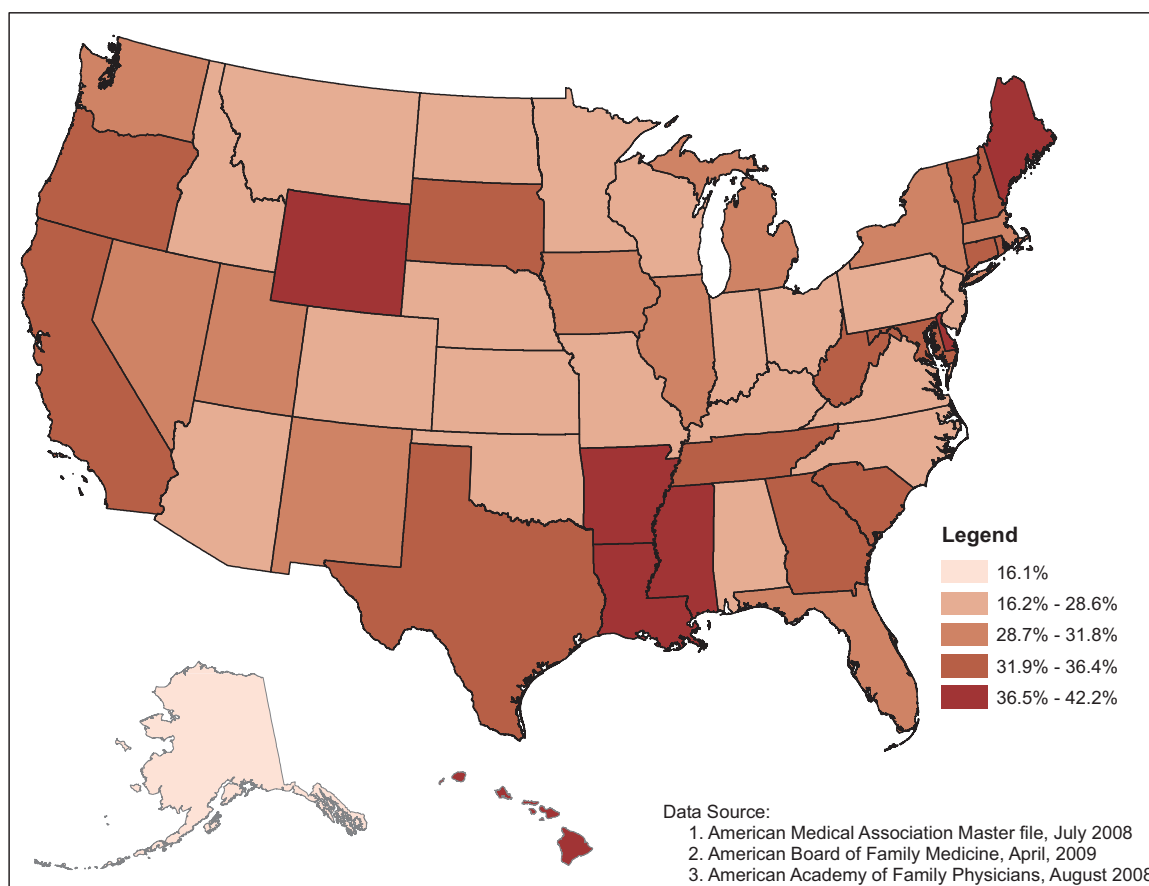 Legend
16.1%
16.2% - 28.6%
28.7% - 31.8%
31.9% - 36.4%
36.5% - 42.2%
Data Source:
1. American Medical Association Master file, July 2008
2. American Board of Family Medicine, April, 2009
3. American Academy of Family Physicians, August 2008